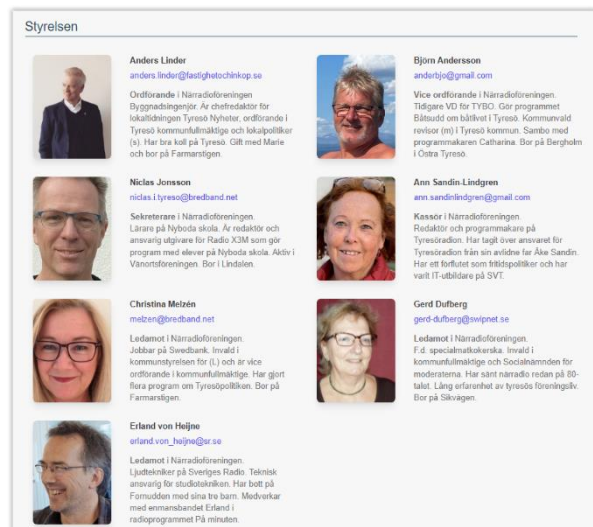 Styrelsen
Anders Linder
anders.linder@fastighetochinkop.se
Ordförande i Närradioföreningen
Byggnadsingenjör. Är chefredaktör för
lokaltidningen Tyresö Nyheter, ordförande i
Tyresö kommunfullmäktige och lokalpolitiker
(s). Har bra koll på Tyresö. Gift med Marie
och bor på Farmarstigen.
Björn Andersson
anderbjo@gmail.com
Vice ordförande i Närradioföreningen.
Tidigare VD för TYBO. Gör programmet
Båtsudd om båtlivet i Tyresö. Kommunvald
revisor (m) i Tyresö kommun. Sambo med
programmakaren Catharina. Bor på Bergholm
i Östra Tyresö.
Niclas Jonsson
niclas.i.tyreso@bredband.net
Sekreterare i Närradioföreningen.
Lärare på Nyboda skola. Är redaktör och
ansvarig utgivare för Radio X3M som gör
program med elever på Nyboda skola. Aktiv i
Vänortsföreningen. Bor i Lindalen.
Ann Sandin-Lindgren
ann.sandinlindgren@gmail.com
Kassör i Närradioföreningen.
Redaktör och programmakare på
Tyresöradion. Har tagit över ansvaret för
Tyresöradion från sin avlidne far Åke Sandin.
Har ett förflutet som fritidspolitiker och har
varit IT-utbildare på SVT.
Christina Melzén
melzen@bredband.net
Ledamot i Närradioföreningen.
Jobbar på Swedbank. Invald i
kommunstyrelsen för (L) och är vice
ordförande i kommunfullmäktige. Har gjort
flera program om Tyresöpolitiken. Bor på
Farmarstigen.
Gerd Dufberg
gerd-dufberg@swipnet.se
Ledamot i Närradioföreningen.
F.d. specialmatkokerska. Invald i
kommunfullmäktige och Socialnämnden för
moderaterna. Har sänt närradio redan på 80-
talet. Lång erfarenhet av tyresös föreningsliv.
Bor på Sikvägen.
Erland von Heijne
erland.von_heijne@sr.se
Ledamot i Närradioföreningen.
Ljudtekniker på Sveriges Radio. Teknisk
ansvarig för studiotekniken. Har bott på
Fornudden med sina tre barn. Medverkar
med enmansbandet Erland i
radioprogrammet På minuten.